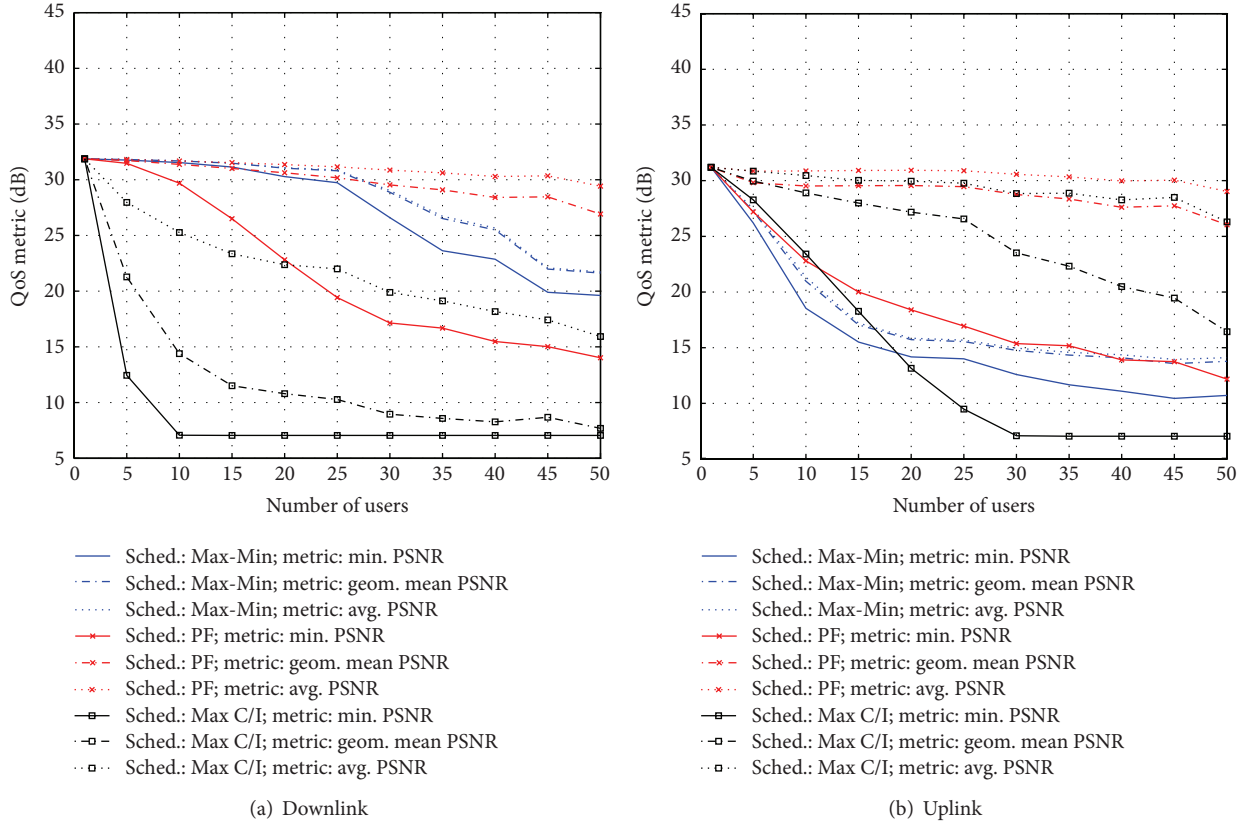 45
40
35
30
25
20
15
10
5
QoS metric (dB)
0 5 10 15 20 25 30 35 40 45 50
Number of users
Sched.: Max-Min; metric: min. PSNR
Sched.: Max-Min; metric: geom. mean PSNR
Sched.: Max-Min; metric: avg. PSNR
Sched.: PF; metric: min. PSNR
Sched.: PF; metric: geom. mean PSNR
Sched.: PF; metric: avg. PSNR
Sched.: Max C/I; metric: min. PSNR
Sched.: Max C/I; metric: geom. mean PSNR
Sched.: Max C/I; metric: avg. PSNR
(a) Downlink
45
40
35
30
25
20
15
10
5
QoS metric (dB)
0 5 10 15 20 25 30 35 40 45 50
Number of users
Sched.: Max-Min; metric: min. PSNR
Sched.: Max-Min; metric: geom. mean PSNR
Sched.: Max-Min; metric: avg. PSNR
Sched.: PF; metric: min. PSNR
Sched.: PF; metric: geom. mean PSNR
Sched.: PF; metric: avg. PSNR
Sched.: Max C/I; metric: min. PSNR
Sched.: Max C/I; metric: geom. mean PSNR
Sched.: Max C/I; metric: avg. PSNR
(b) Uplink